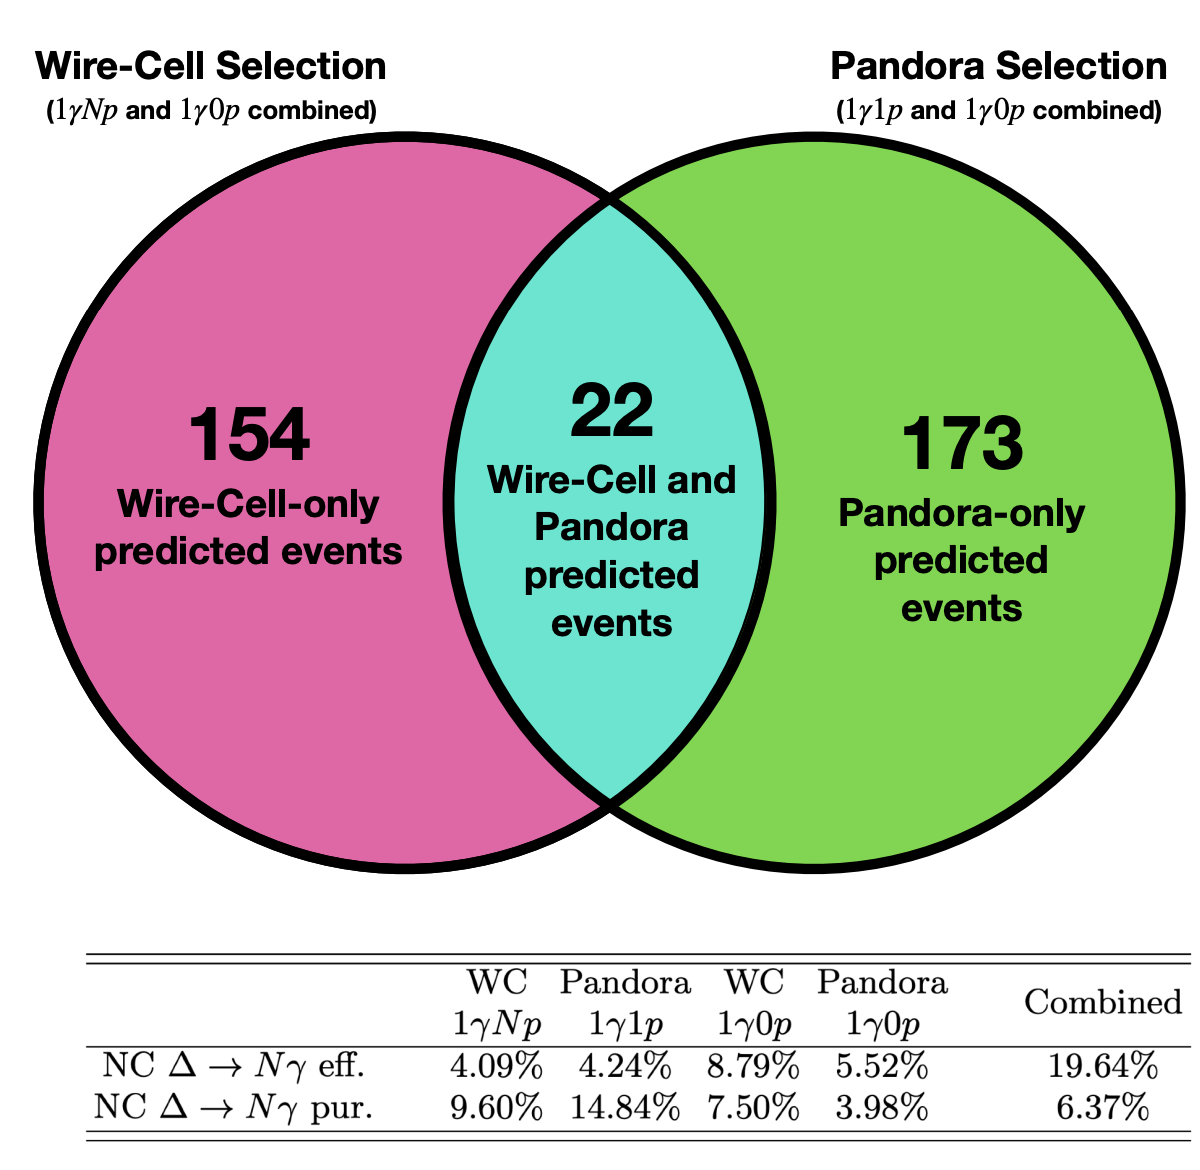 Wire-Cell Selection
(1γNp and 1γ0p combined)
Pandora Selection
(1γ1p and 1γ0p combined)
154
Wire-Cell-only
predicted events
22
Wire-Cell and
Pandora
predicted
events
173
Pandora-only
predicted
events
WC Pandora WC Pandora Combined
1γNp 1γ1p 1γ0p 1γ0p
NC Δ → Nγ eff. 4.09% 4.24% 8.79% 5.52% 19.64%
NC Δ → Nγ pur. 9.60% 14.84% 7.50% 3.98% 6.37%